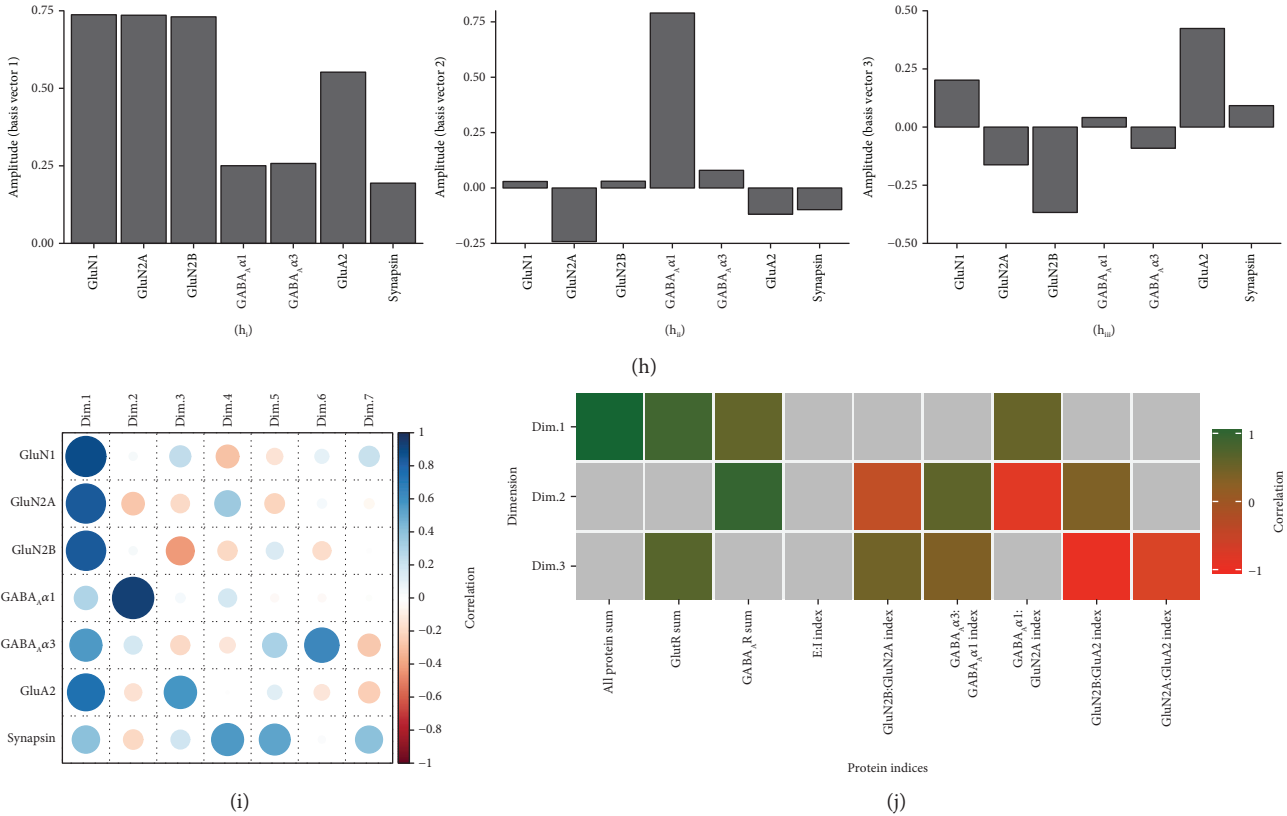 Amplitude (basis vector 1)
0.75
0.50
0.25
0.00
GluN1
GluN2A
GluN2B
GABAAα1
GABAAα3
GluA2
Synapsin
(hi)
Amplitude (basis vector 2)
0.75
0.50
0.25
0.00
−0.25
GluN1
GluN2A
GluN2B
GABAAα1
GABAAα3
GluA2
Synapsin
(hii)
Amplitude (basis vector 3)
0.50
0.25
0.00
−0.25
−0.50
GluN1
GluN2A
GluN2B
GABAAα1
GABAAα3
GluA2
Synapsin
(hiii)
(h)
Dim.1
Dim.2
Dim.3
Dim.4
Dim.5
Dim.6
Dim.7
GluN1
GluN2A
GluN2B
GABAAα1
GABAAα3
GluA2
Synapsin
1
0.8
0.6
0.4
0.2
0
−0.2
−0.4
−0.6
−0.8
−1
Correlation
(i)
Dimension
Dim.1
Dim.2
Dim.3
All protein sum
GlutR sum
GABAAR sum
E:I index
GluN2B:GluN2A index
GABAAα3:
GABAAα1 index
GABAAα1:
GluN2A index
GluN2B:GluA2 index
GluN2A:GluA2 index
Protein indices
1
0
−1
Correlation
(j)